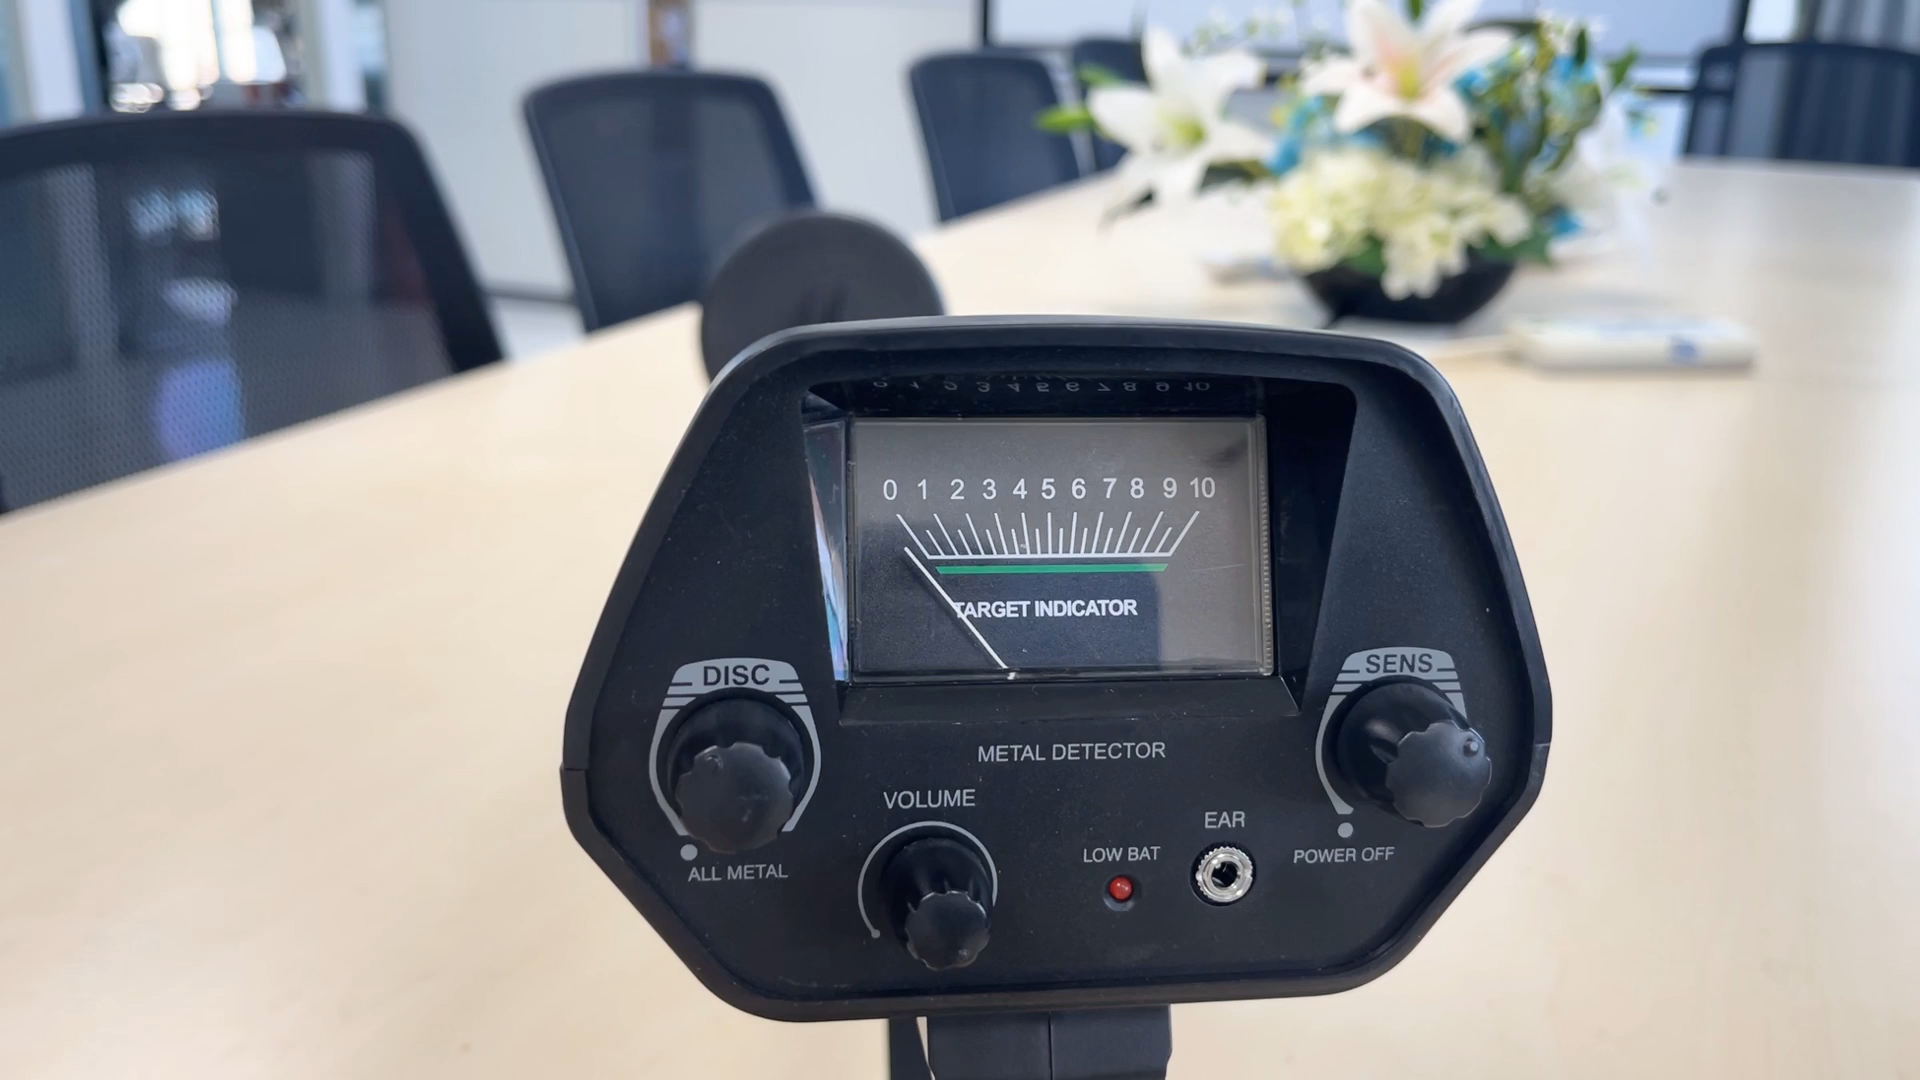 0 1 2 3 4 5 6 7 8 9 10
TARGET INDICATOR
DISC
SENS
METAL DETECTOR
VOLUME
EAR
LOW BAT
POWER OFF
ALL METAL